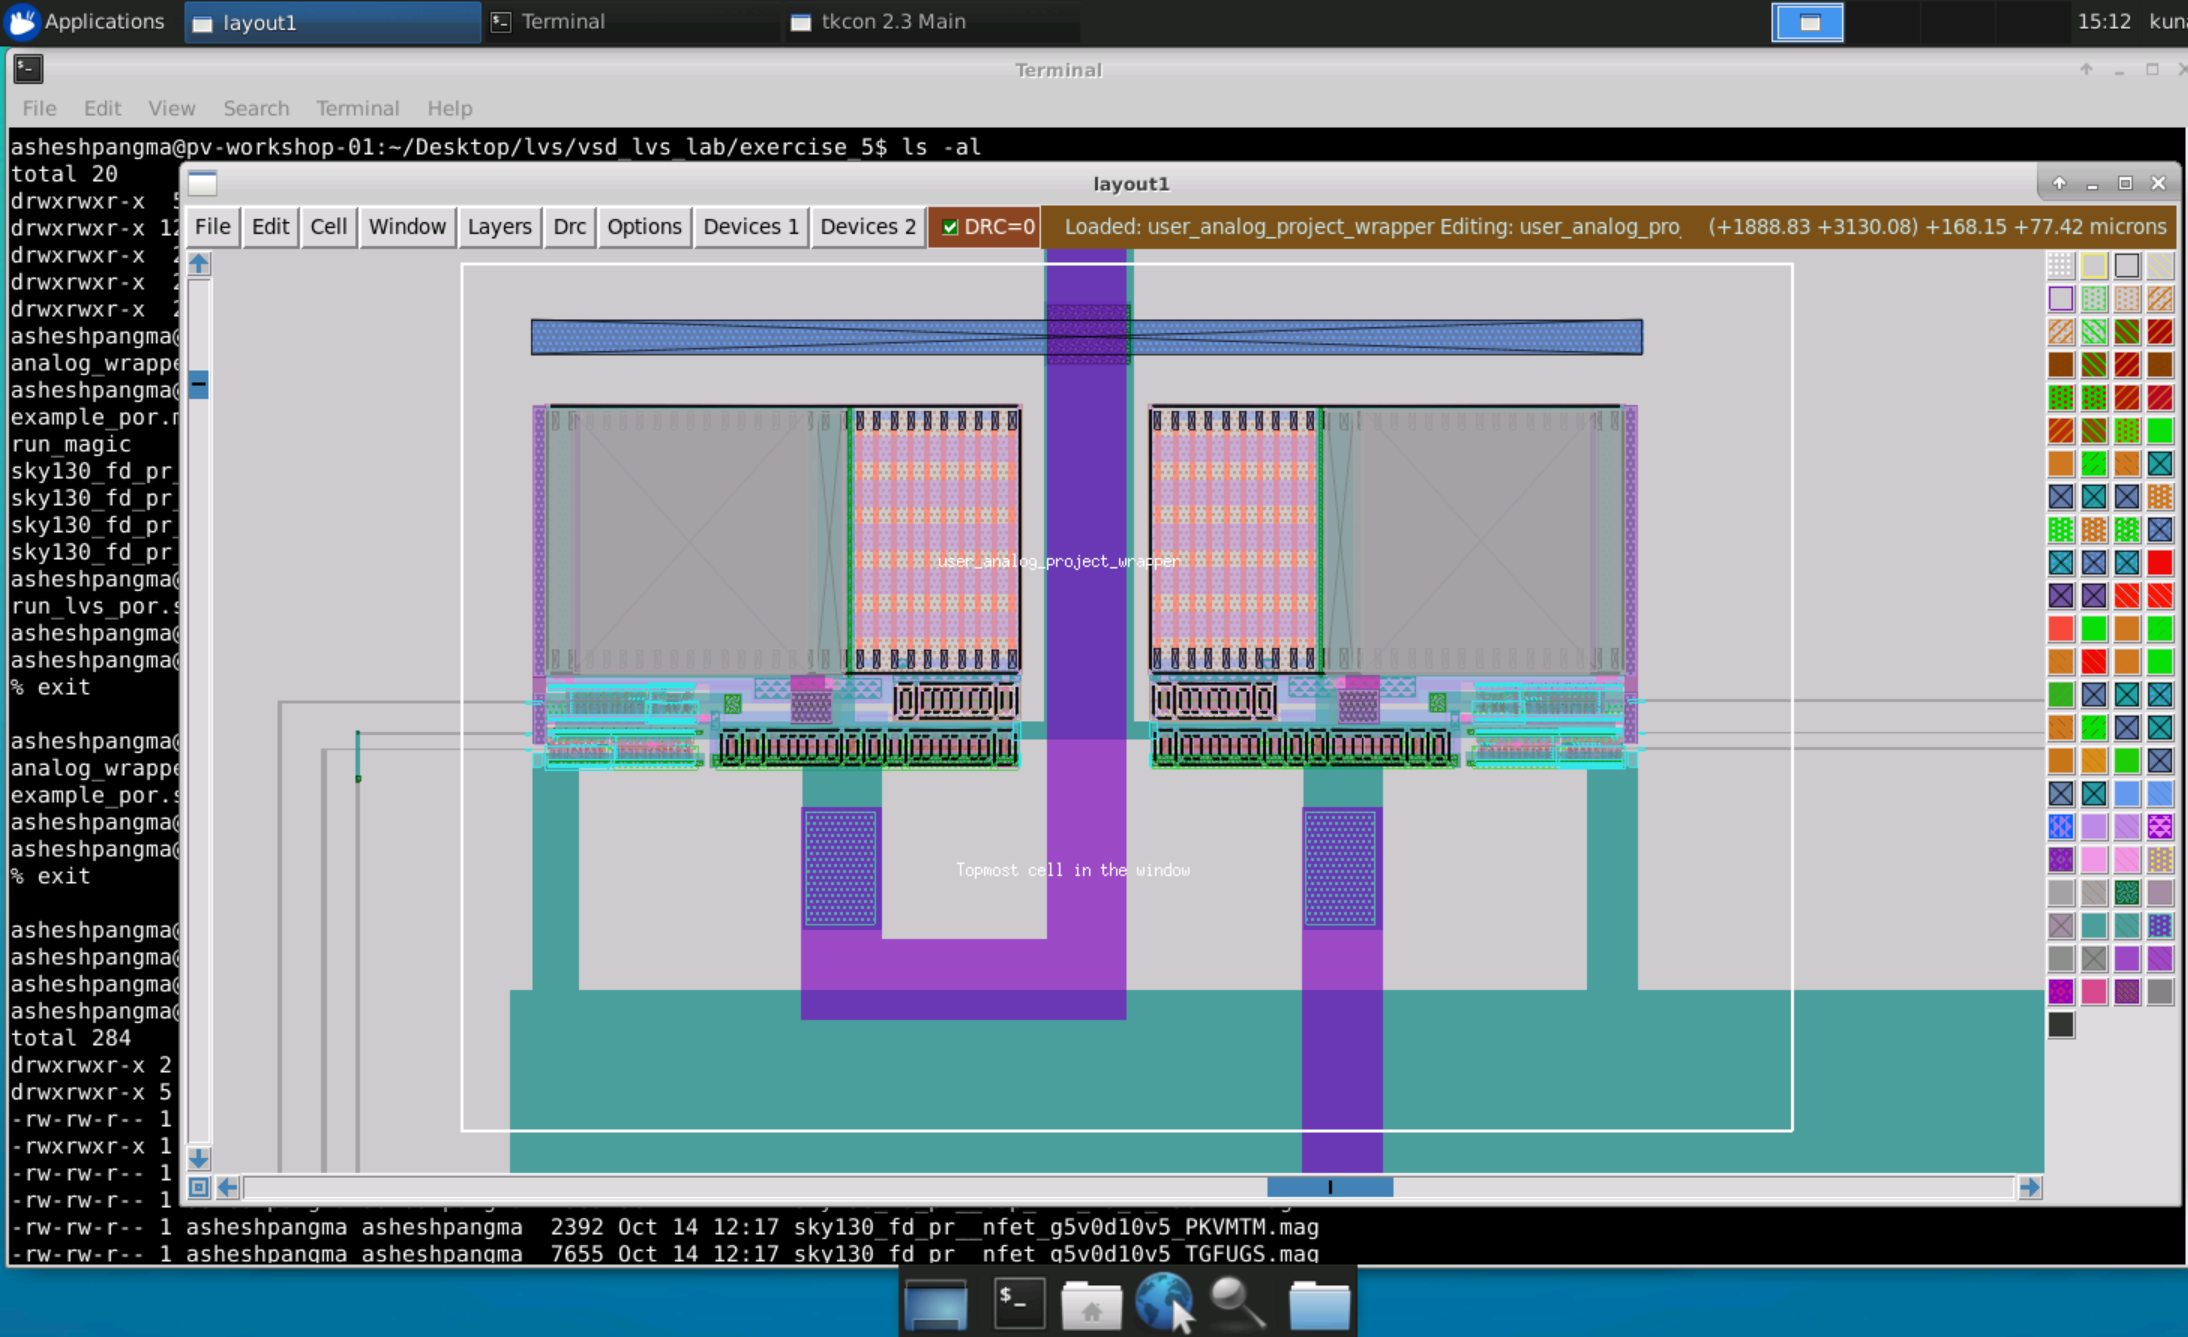 Applications
layout1
Terminal
tkcon 2.3 Main
15:12
Terminal
File Edit View Search Terminal Help
asheshpangma@pv-workshop-01:~/Desktop/lvs/vsd_lvs_lab/exercise_5$ ls -al
total 20
drwxrwxr-x
drwxrwxr-x 12
drwxrwxr-x 2
drwxrwxr-x 2
drwxrwxr-x 2
layout1
File Edit Cell Window Layers Drc Options Devices 1 Devices 2 DRC=0 Loaded: user_analog_project_wrapper Editing: user_analog_pro (+1888.83 +3130.08) +168.15 +77.42 microns
asheshpangma@
analog_wrappe
asheshpangma@
example_por.
run_magic
sky130_fd_pr_
sky130_fd_pr_
sky130_fd_pr_
sky130_fd_pr_
asheshpangma@
run_lvs_por.s
asheshpangma@
asheshpangma@
% exit
asheshpangma@
analog_wrappe
example_por.s
asheshpangma@
asheshpangma@
% exit
asheshpangma@
asheshpangma@
asheshpangma@
asheshpangma@
total 284
drwxrwxr-x 2
drwxrwxr-x 5
-rw-rw-r-- 1
-rwxrwxr-x 1
-rw-rw-r-- 1
-rw-rw-r-- 1
user_analog_project_wrapper
Topmost cell in the window
-rw-rw-r-- 1 asheshpangma asheshpangma 2392 Oct 14 12:17 sky130_fd_pr__nfet_g5v0d10v5_PKVMTM.mag
-rw-rw-r-- 1 asheshpangma asheshpangma 7655 Oct 14 12:17 sky130_fd_pr__nfet_g5v0d10v5_TGFUGS.mag